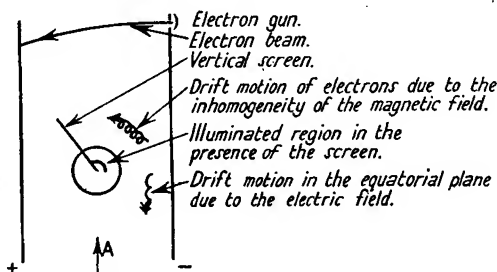 Electron gun.
Electron beam.
Vertical screen.
Drift motion of electrons due to the
inhomogeneity of the magnetic field.
Illuminated region in the
presence of the screen.
Drift motion in the equatorial plane
due to the electric field.
A
+ −